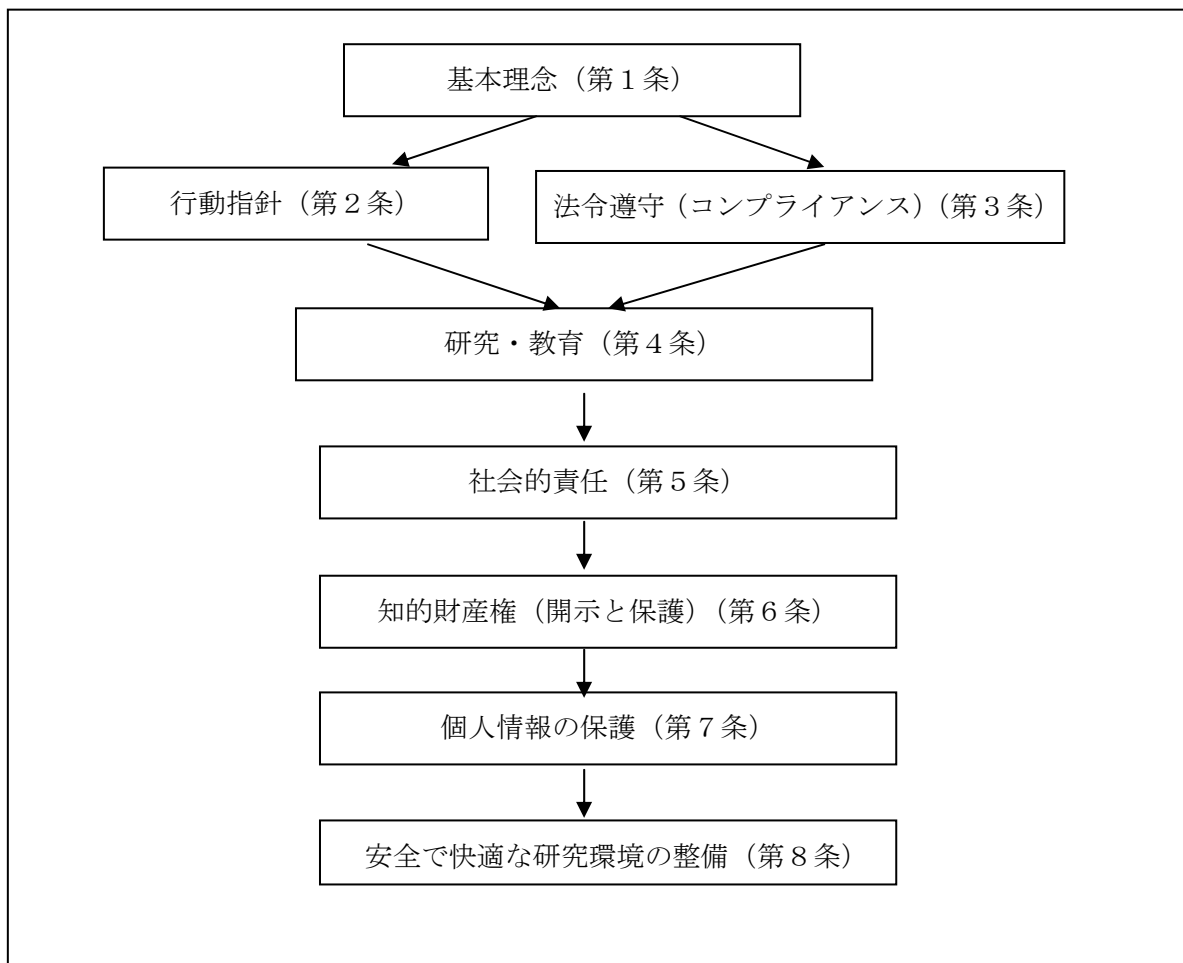 基本理念（第１条）
行動指針（第２条）
法令遵守（コンプライアンス）（第３条）
研究・教育（第４条）
社会的責任（第５条）
知的財産権（開示と保護）（第６条）
個人情報の保護（第７条）
安全で快適な研究環境の整備（第８条）